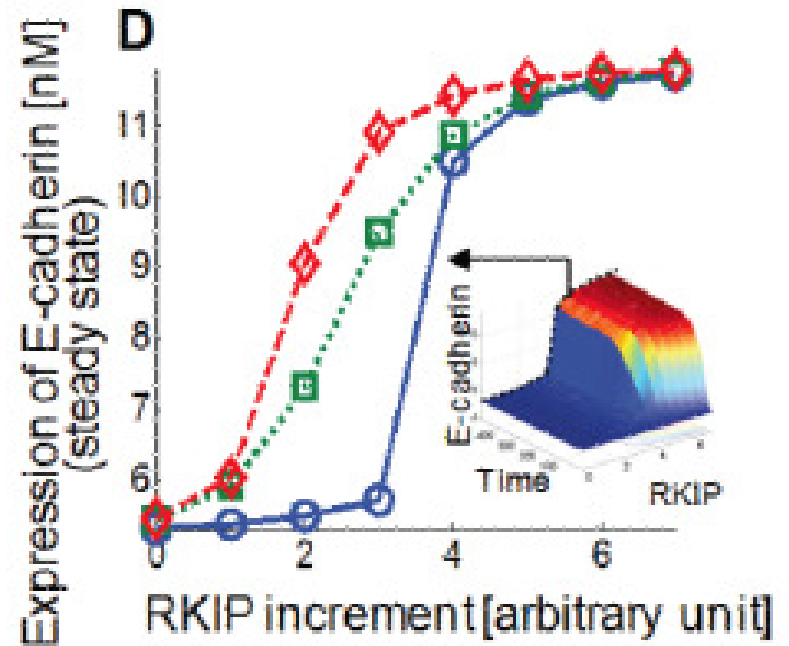 D
Expression of E-cadherin [nM]
(steady state)
11
10
9
8
7
6
0
2
4
6
RKIP increment [arbitrary unit]
E-cadherin
Time
RKIP
0